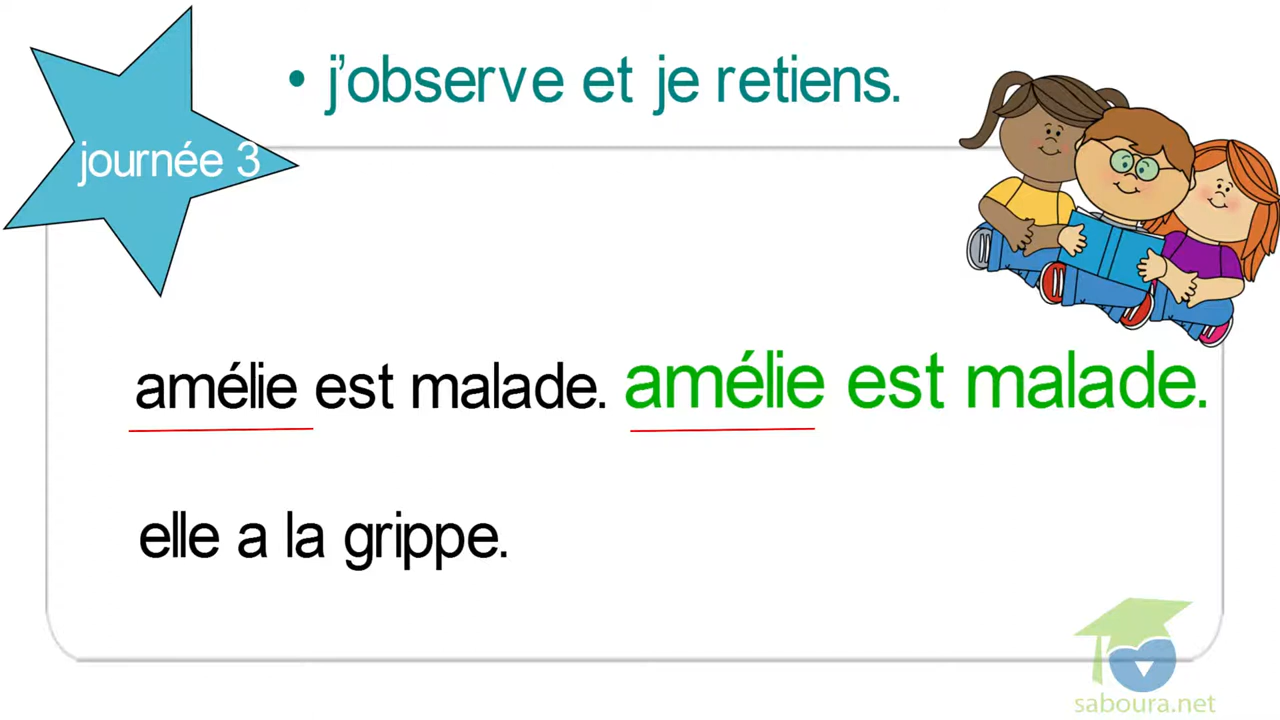 • j'observe et je retiens.
journée 3
amélie est malade. amélie est malade.
elle a la grippe.
saboura.net